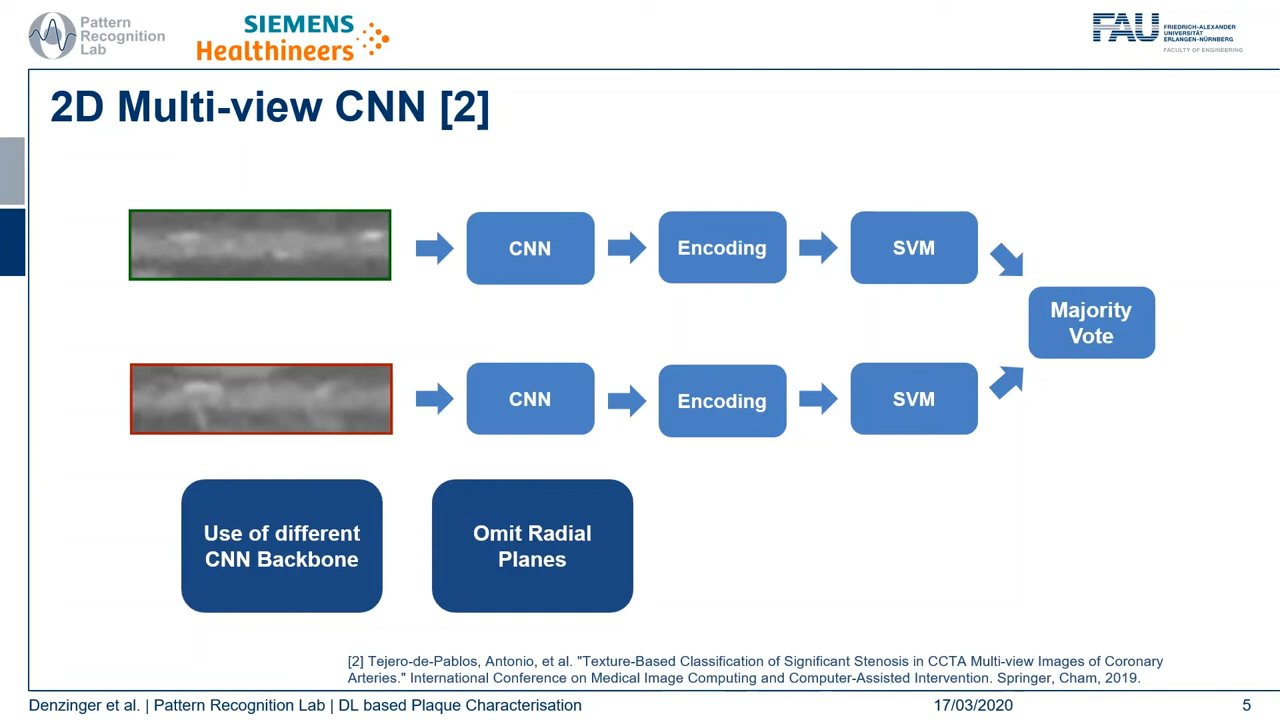 Pattern
Recognition
Lab
SIEMENS
Healthineers
FAU
FRIEDRICH-ALEXANDER
UNIVERSITÄT
ERLANGEN-NÜRNBERG
FACULTY OF ENGINEERING
2D Multi-view CNN [2]
CNN
Encoding
SVM
Majority
Vote
CNN
Encoding
SVM
Use of different
CNN Backbone
Omit Radial
Planes
[2] Tejero-de-Pablos, Antonio, et al. "Texture-Based Classification of Significant Stenosis in CCTA Multi-view Images of Coronary
Arteries." International Conference on Medical Image Computing and Computer-Assisted Intervention. Springer, Cham, 2019.
Denzinger et al. | Pattern Recognition Lab | DL based Plaque Characterisation
17/03/2020
5